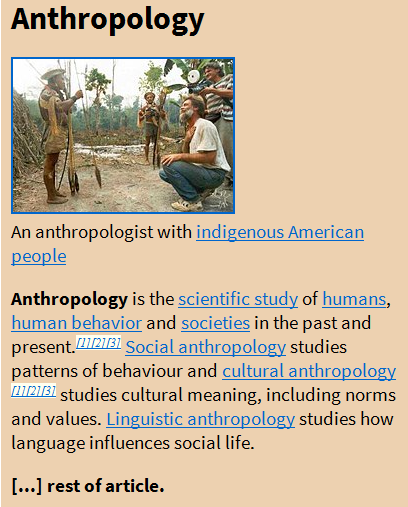 Anthropology
An anthropologist with indigenous American
people
Anthropology is the scientific study of humans,
human behavior and societies in the past and
present.[1][2][3] Social anthropology studies
patterns of behaviour and cultural anthropology
[1][2][3] studies cultural meaning, including norms
and values. Linguistic anthropology studies how
language influences social life.
[...] rest of article.